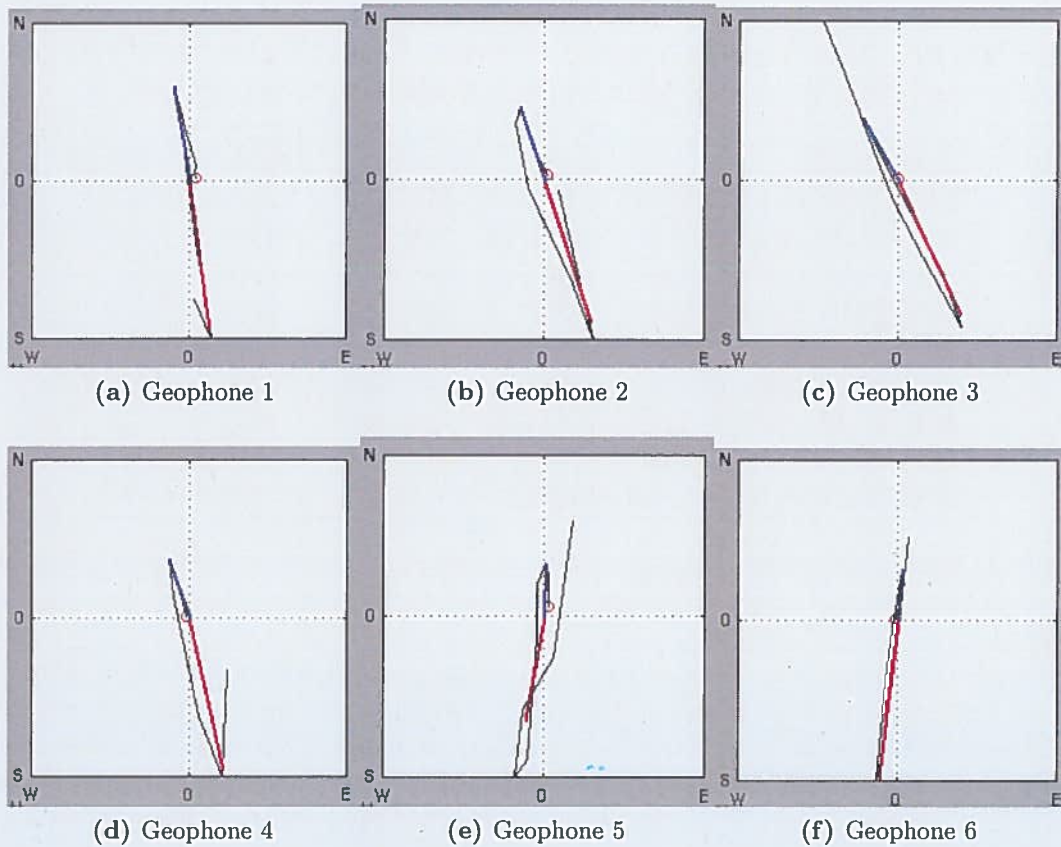 N N N
0 0 0
S S S
W 0 E W 0 E W 0 E
(a) Geophone 1 (b) Geophone 2 (c) Geophone 3
N N N
0 0 0
S S S
W 0 E W 0 E W 0 E
(d) Geophone 4 (e) Geophone 5 (f) Geophone 6